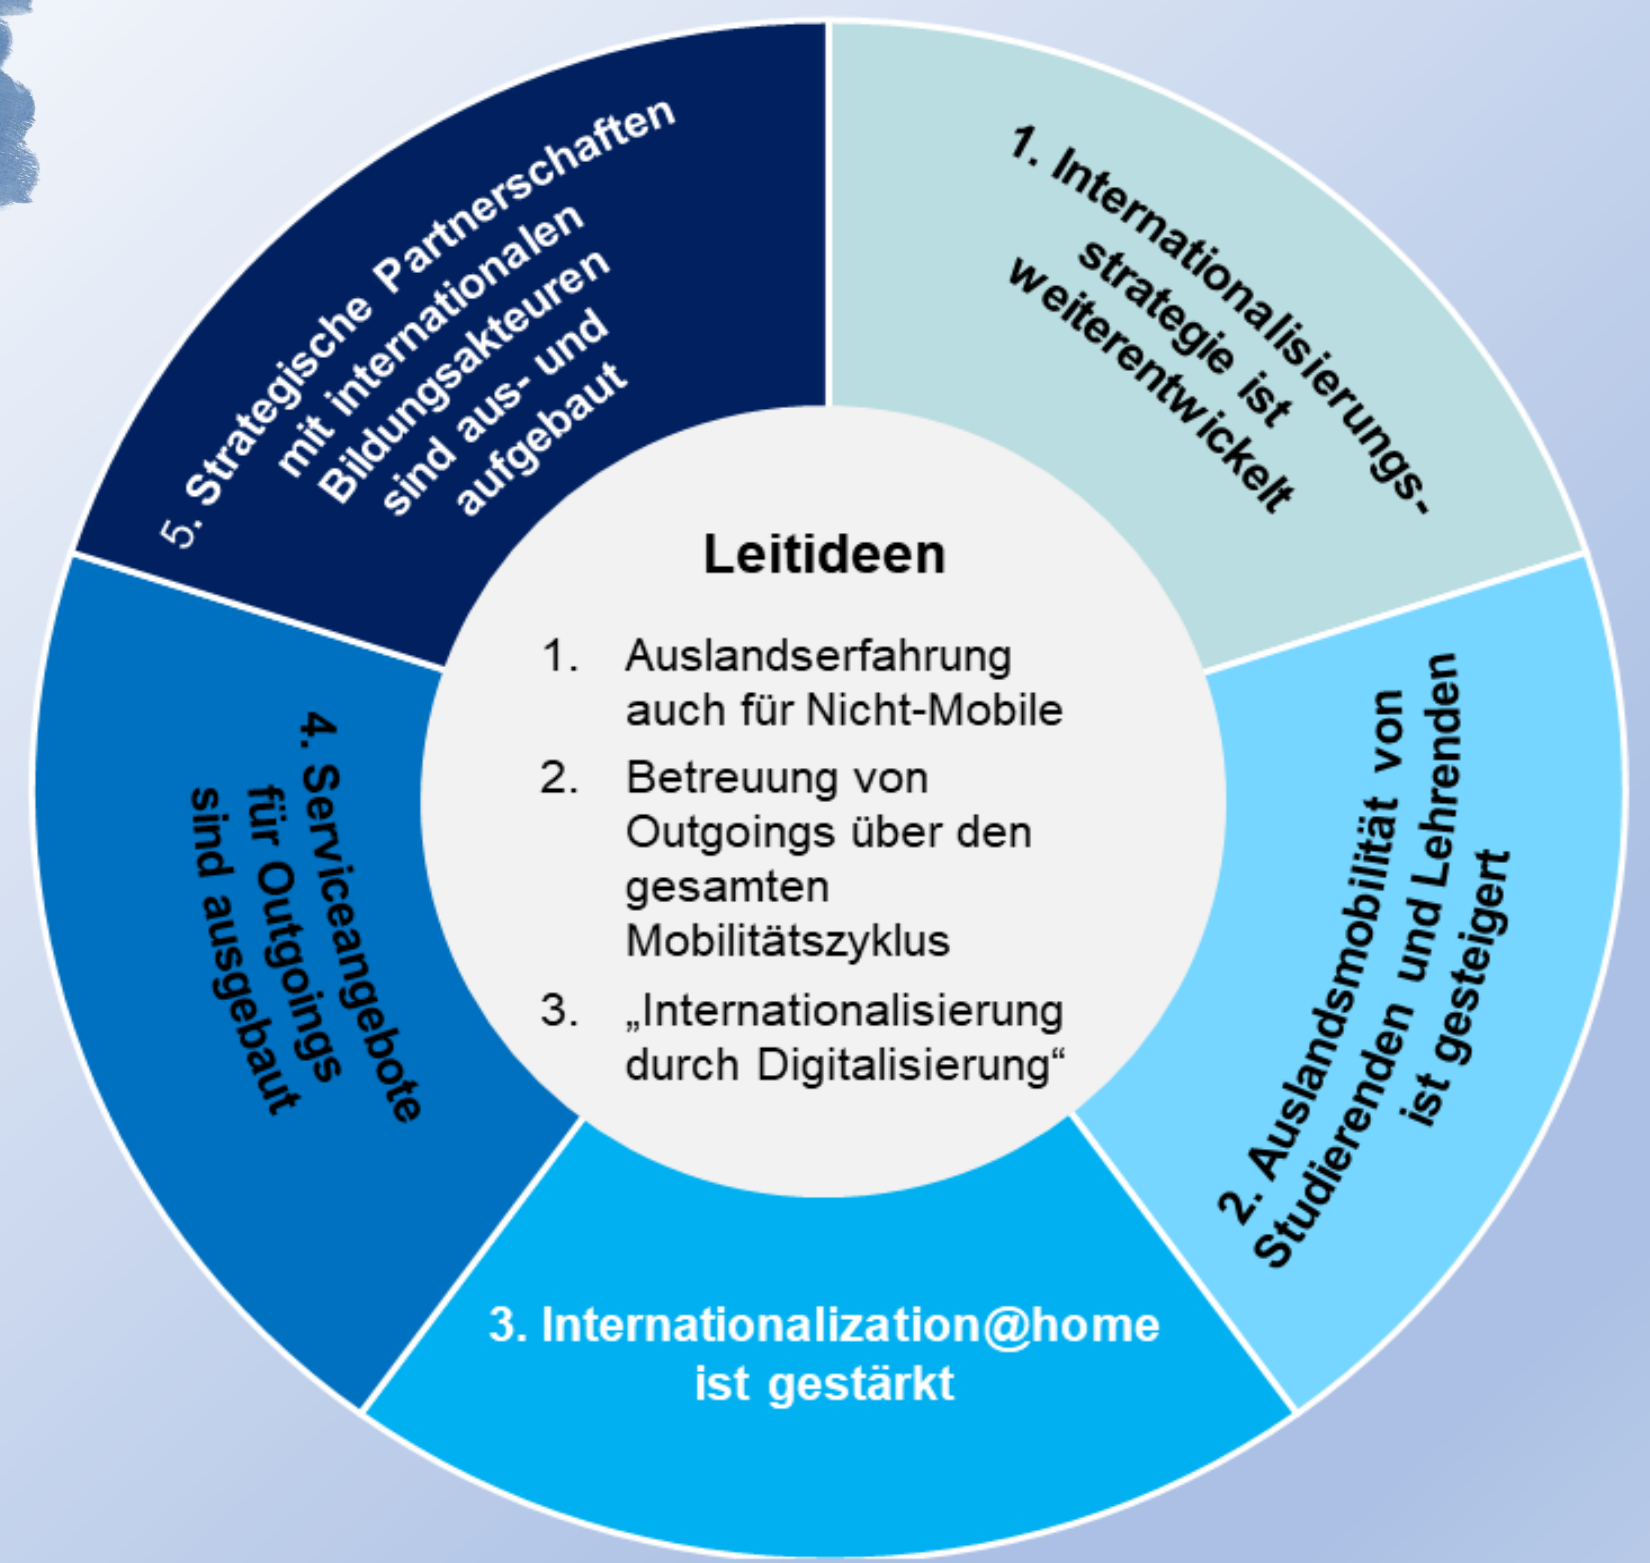 Leitideen
1. Auslandserfahrung
auch für Nicht-Mobile
2. Betreuung von
Outgoings über den
gesamten
Mobilitätszyklus
3. „Internationalisierung
durch Digitalisierung“
1. Internationalisierungs-
strategie ist
weiterentwickelt
2. Auslandsmobilität von
Studierenden und Lehrenden
ist gesteigert
3. Internationalization@home
ist gestärkt
4. Serviceangebote
für Outgoings
sind ausgebaut
5. Strategische Partnerschaften
mit internationalen
Bildungsakteuren
sind aus- und
aufgebaut